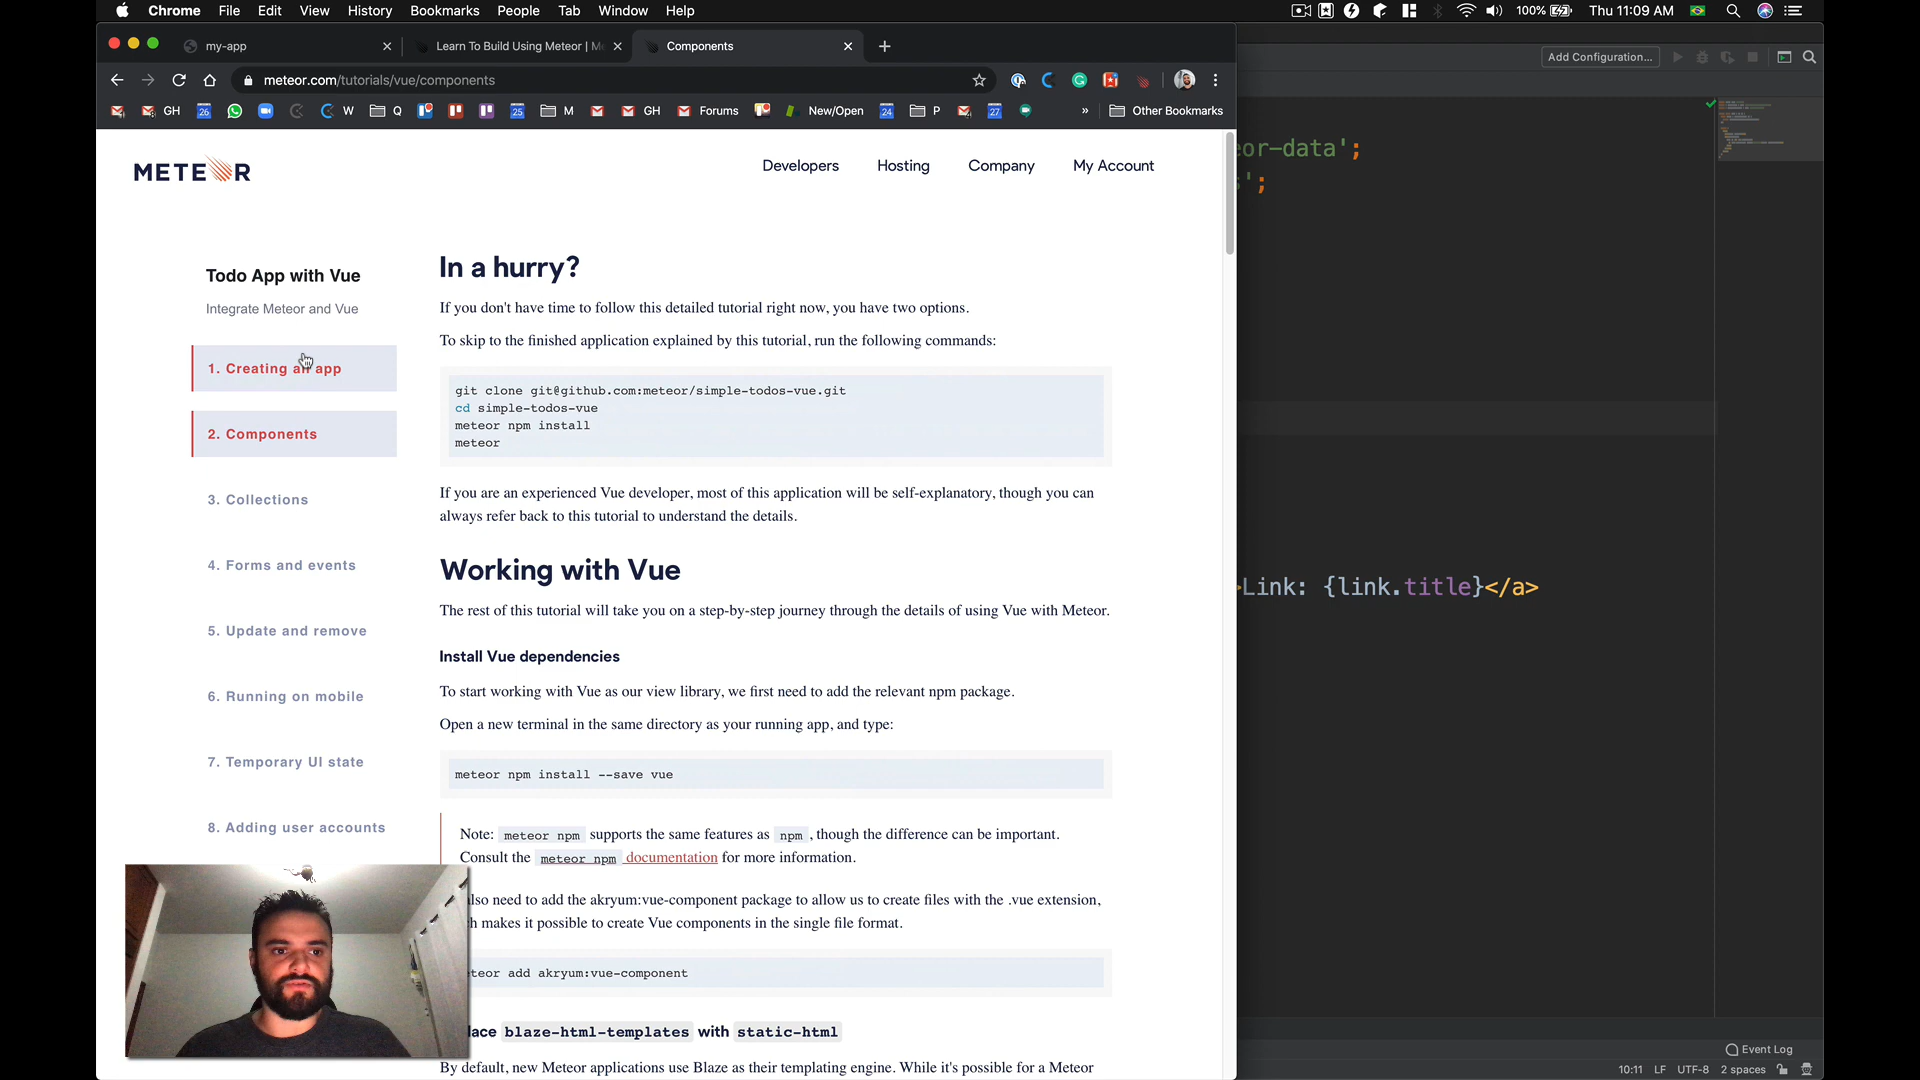 Chrome File Edit View History Bookmarks People Tab Window Help 100% Thu 11:09 AM
my-app
Learn To Build Using Meteor | M
Components
Add Configuration...
meteor.com/tutorials/vue/components
GH 26 W Q 25 M GH Forums New/Open 24 P 27 » Other Bookmarks
METEOR
Developers Hosting Company My Account
Todo App with Vue
Integrate Meteor and Vue
1. Creating an app
2. Components
3. Collections
4. Forms and events
5. Update and remove
6. Running on mobile
7. Temporary UI state
8. Adding user accounts
In a hurry?
If you don't have time to follow this detailed tutorial right now, you have two options.
To skip to the finished application explained by this tutorial, run the following commands:
git clone git@github.com:meteor/simple-todos-vue.git
cd simple-todos-vue
meteor npm install
meteor
If you are an experienced Vue developer, most of this application will be self-explanatory, though you can
always refer back to this tutorial to understand the details.
Working with Vue
The rest of this tutorial will take you on a step-by-step journey through the details of using Vue with Meteor.
Install Vue dependencies
To start working with Vue as our view library, we first need to add the relevant npm package.
Open a new terminal in the same directory as your running app, and type:
meteor npm install --save vue
Note: meteor npm supports the same features as npm , though the difference can be important.
Consult the meteor npm documentation for more information.
also need to add the akryum:vue-component package to allow us to create files with the .vue extension,
h makes it possible to create Vue components in the single file format.
eteor add akryum:vue-component
lace blaze-html-templates with static-html
By default, new Meteor applications use Blaze as their templating engine. While it's possible for a Meteor
eor-data';
s';
>Link: {link.title}</a>
Event Log
10:11 LF UTF-8 2 spaces